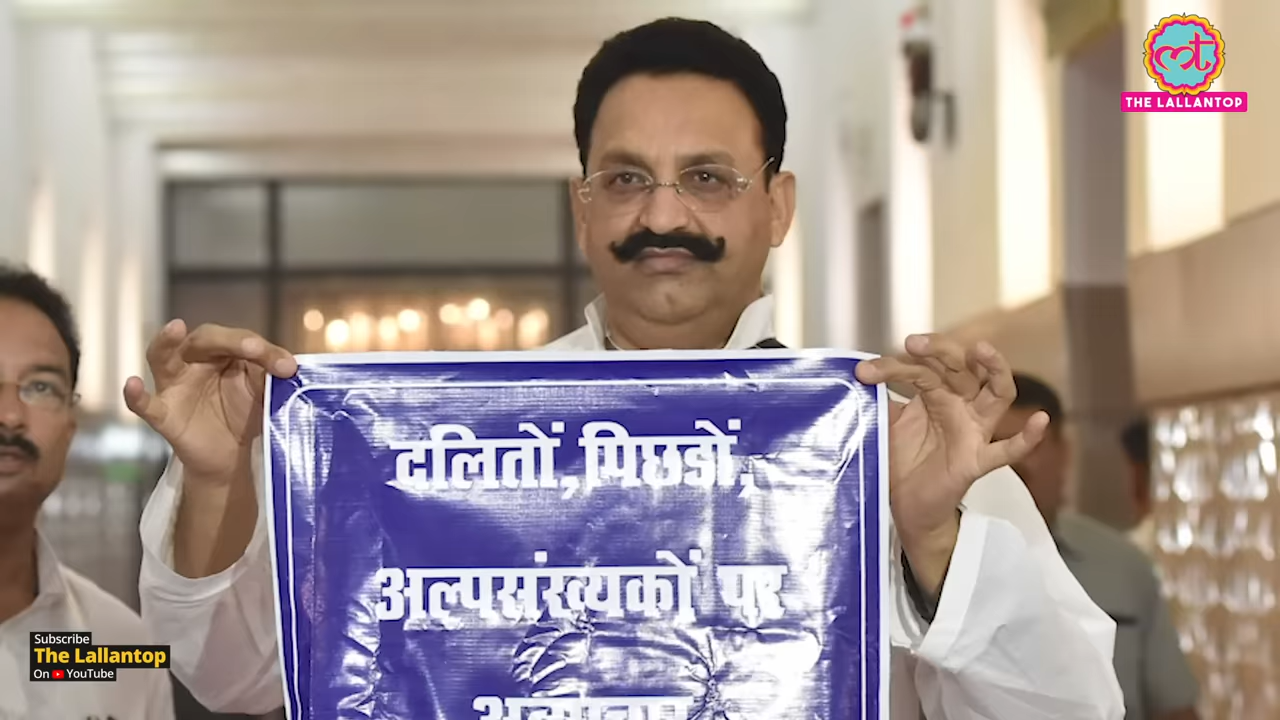 THE LALLANTOP
दलितों, पिछडों,
अल्पसंख्यकों पर
Subscribe
The Lallantop
On YouTube